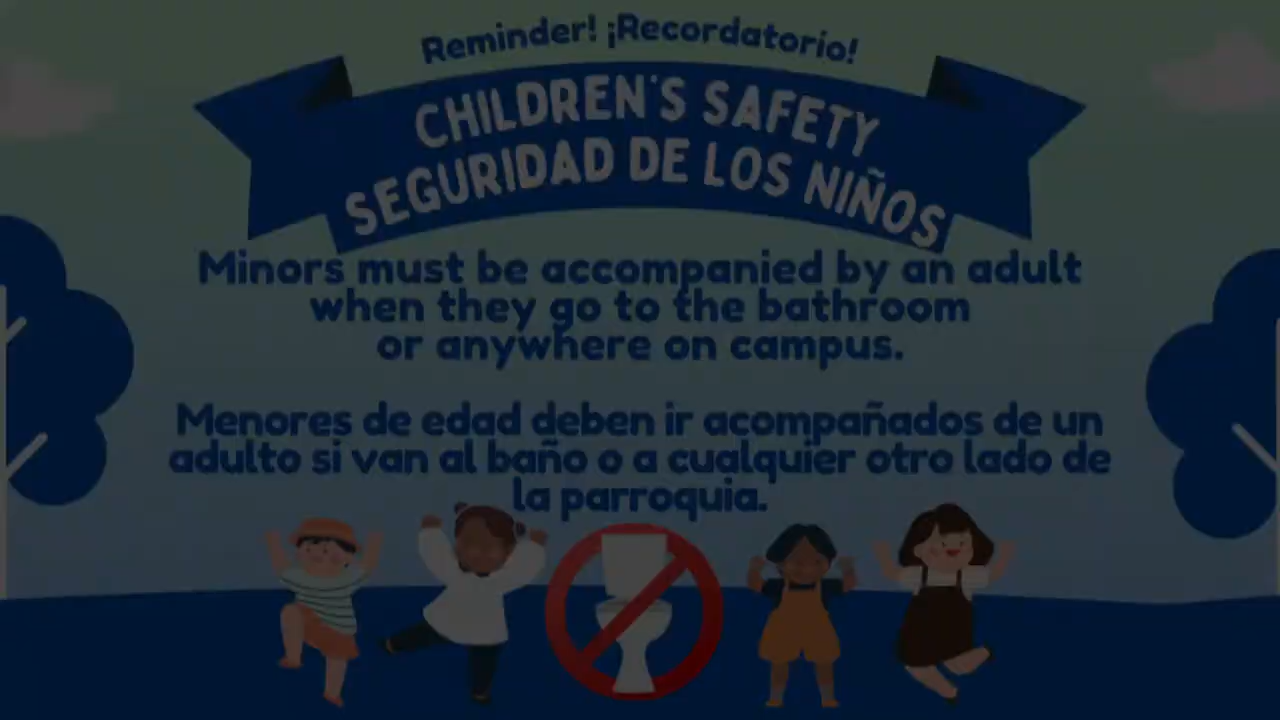 Reminder! ¡Recordatorio!
CHILDREN'S SAFETY
SEGURIDAD DE LOS NIÑOS
Minors must be accompanied by an adult
when they go to the bathroom
or anywhere on campus.
Menores de edad deben ir acompañados de un
adulto si van al baño o a cualquier otro lado de
la parroquia.